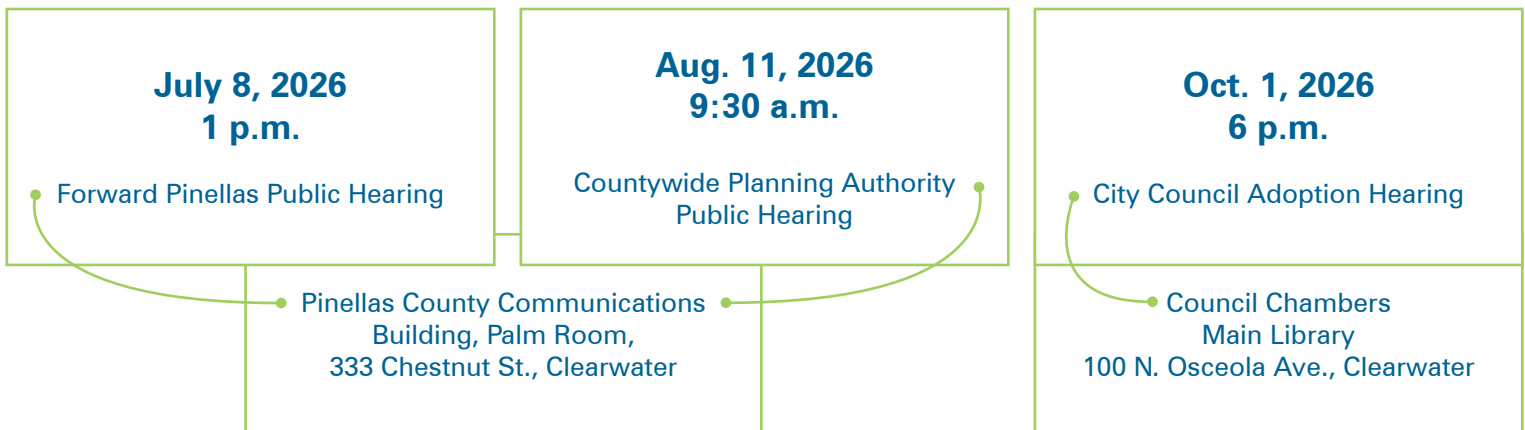 July 8, 2026
1 p.m.
Forward Pinellas Public Hearing
Aug. 11, 2026
9:30 a.m.
Countywide Planning Authority
Public Hearing
Pinellas County Communications
Building, Palm Room,
333 Chestnut St., Clearwater
Oct. 1, 2026
6 p.m.
City Council Adoption Hearing
Council Chambers
Main Library
100 N. Osceola Ave., Clearwater